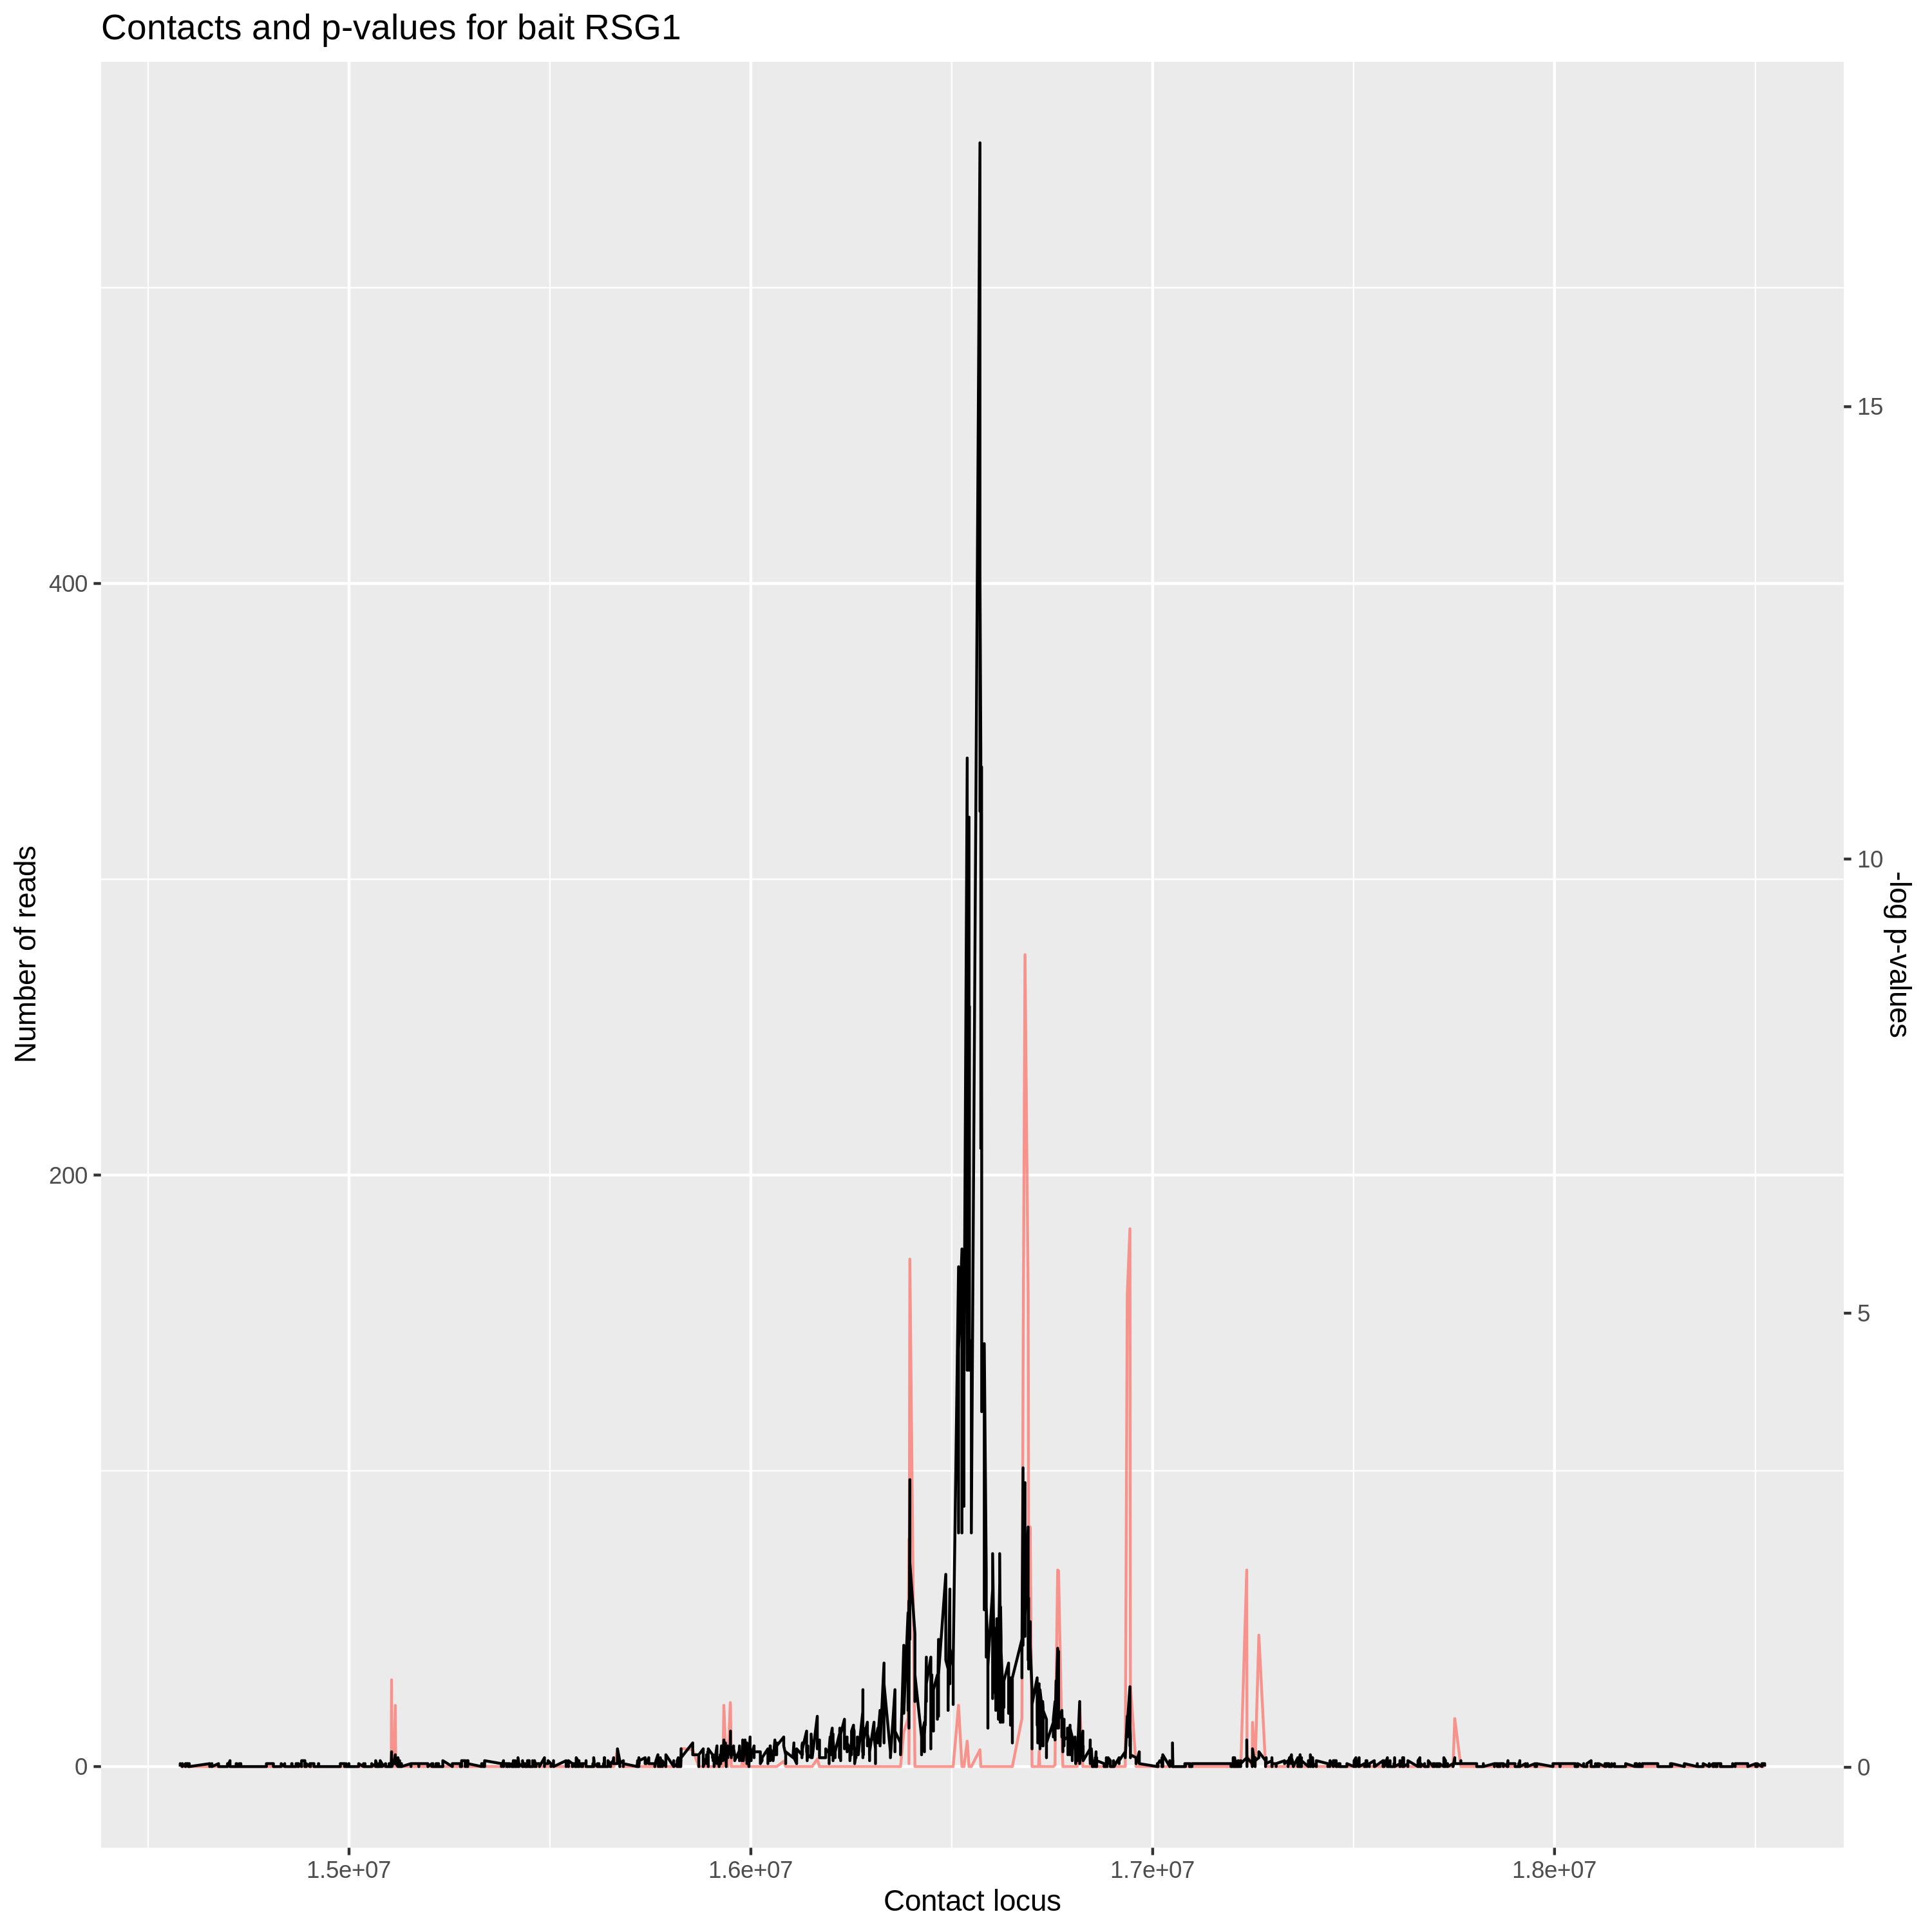 Contacts and p-values for bait RSG1
Number of reads
400
200
0
15
10
5
0
-log p-values
1.5e+07
1.6e+07
1.7e+07
1.8e+07
Contact locus